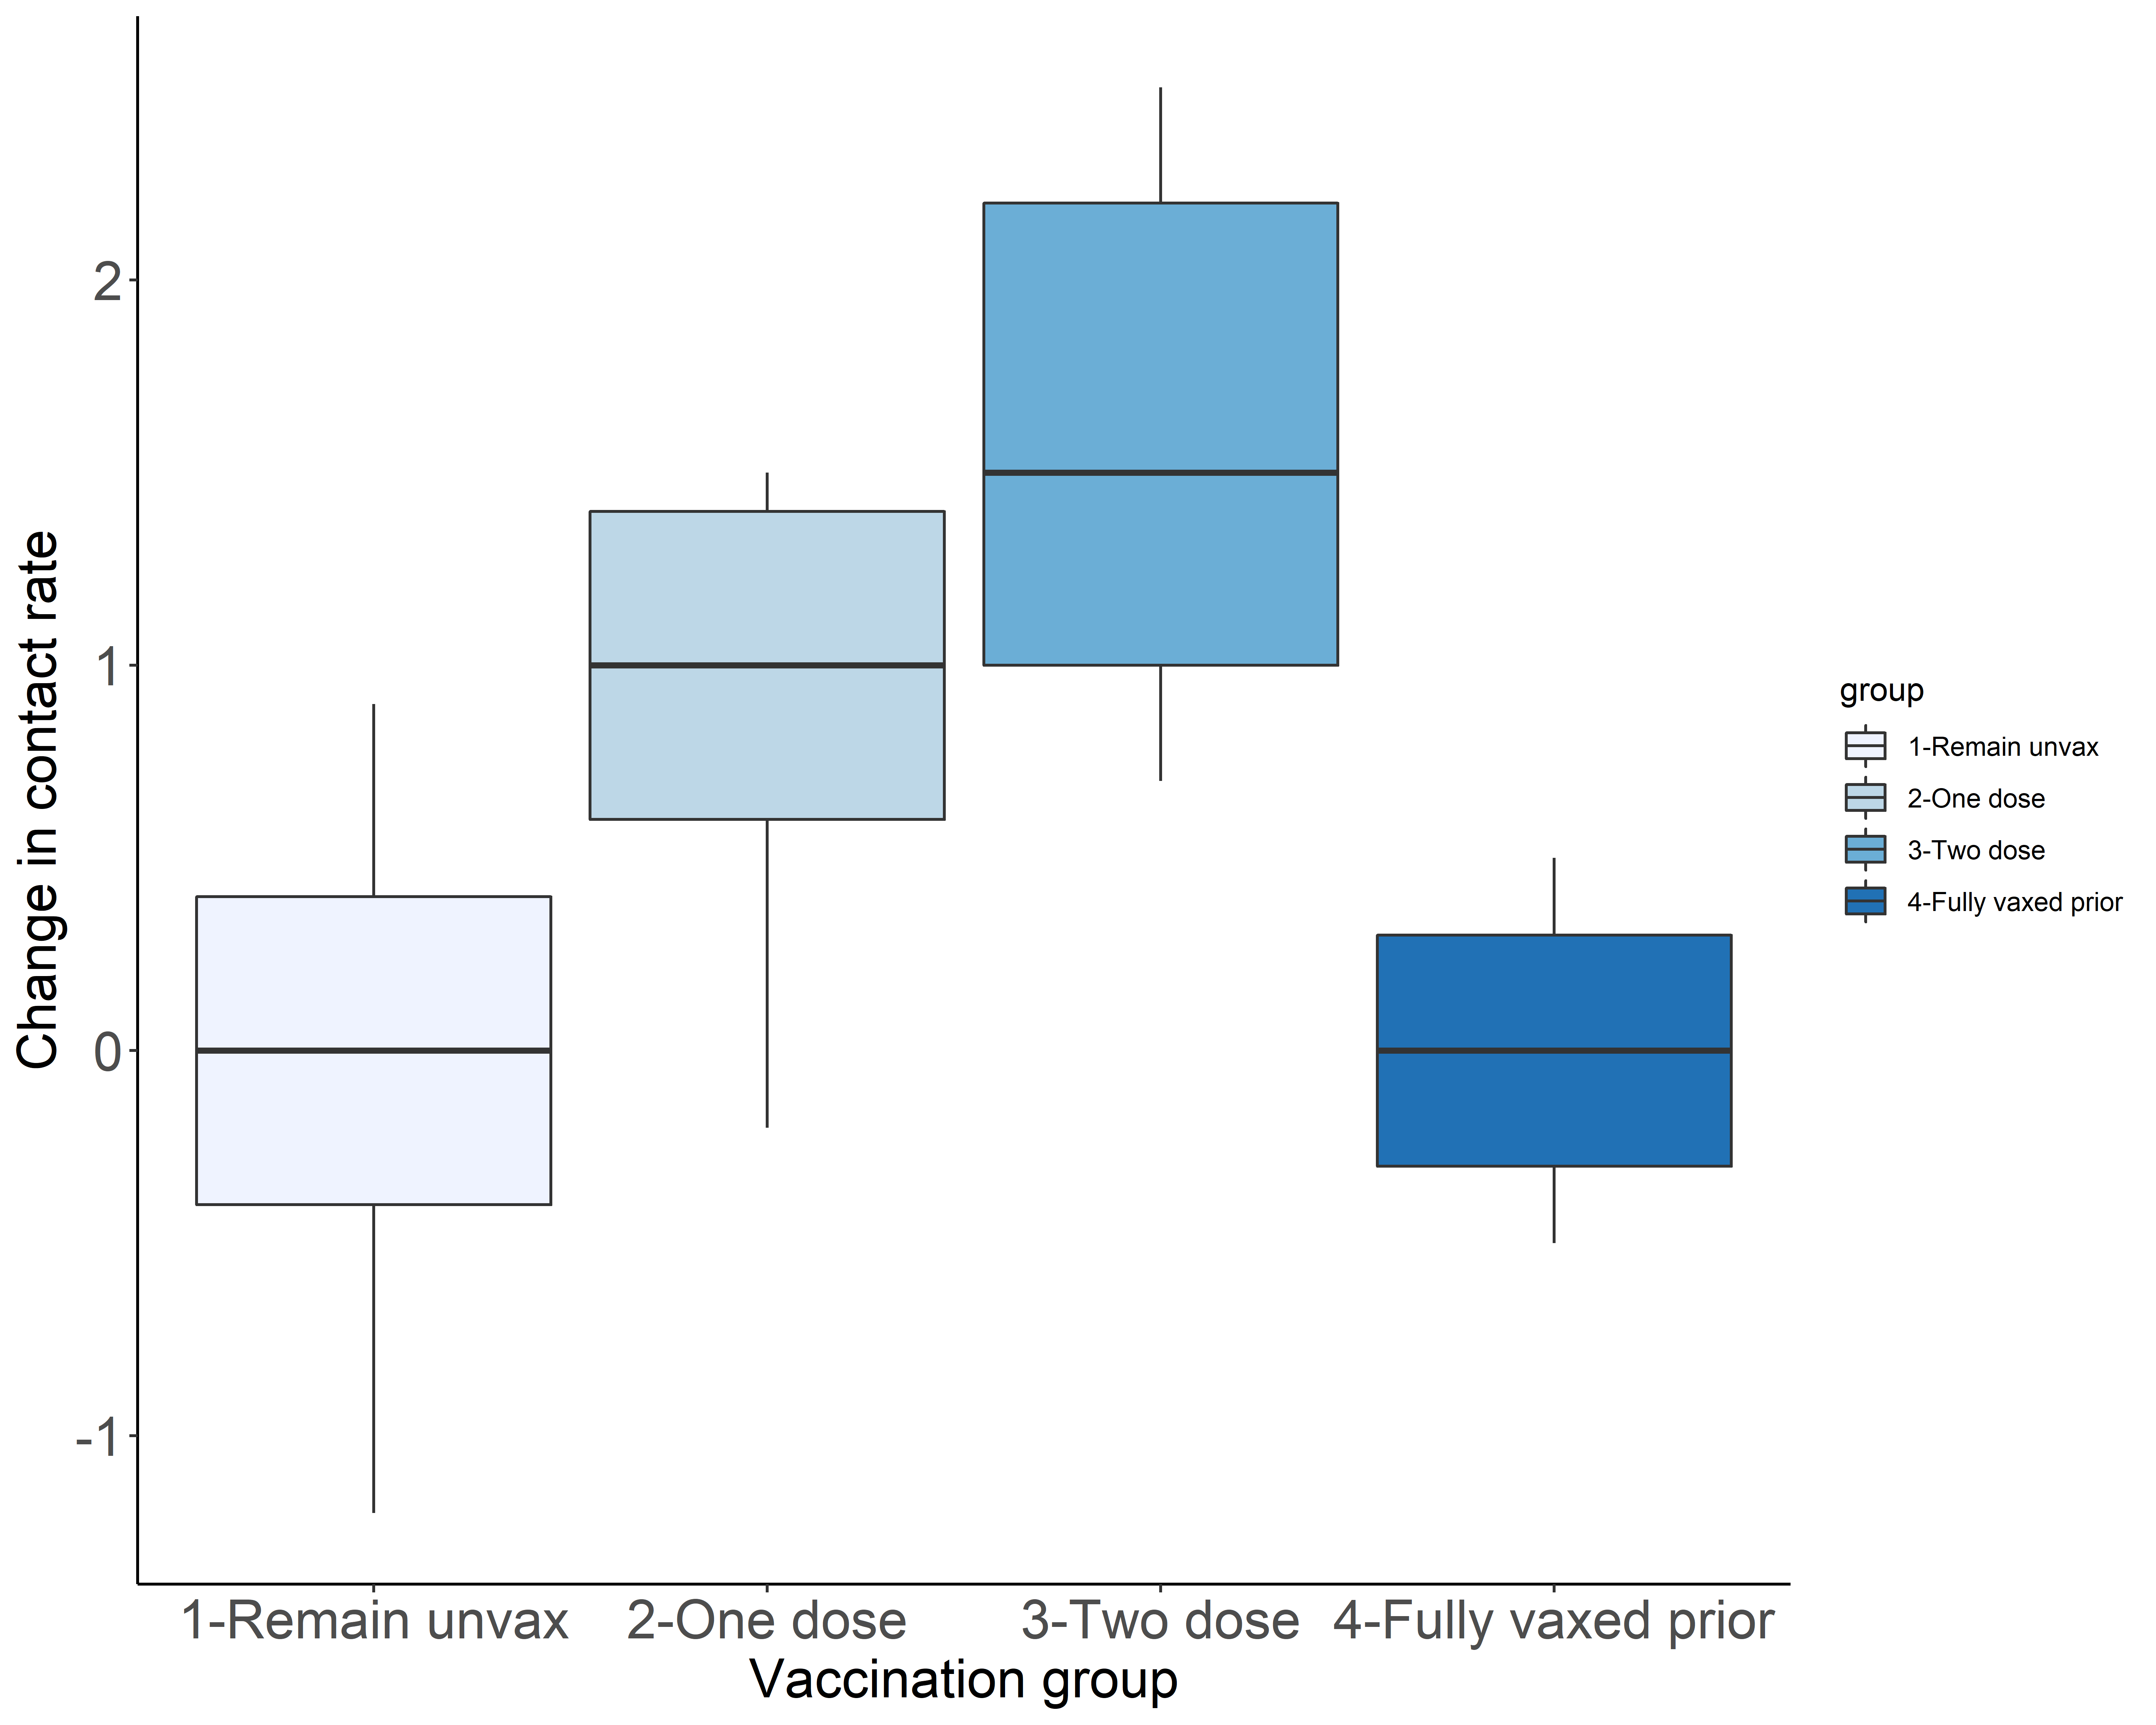 Change in contact rate
2
1
0
-1
1-Remain unvax
2-One dose
3-Two dose
4-Fully vaxed prior
Vaccination group
group
1-Remain unvax
2-One dose
3-Two dose
4-Fully vaxed prior